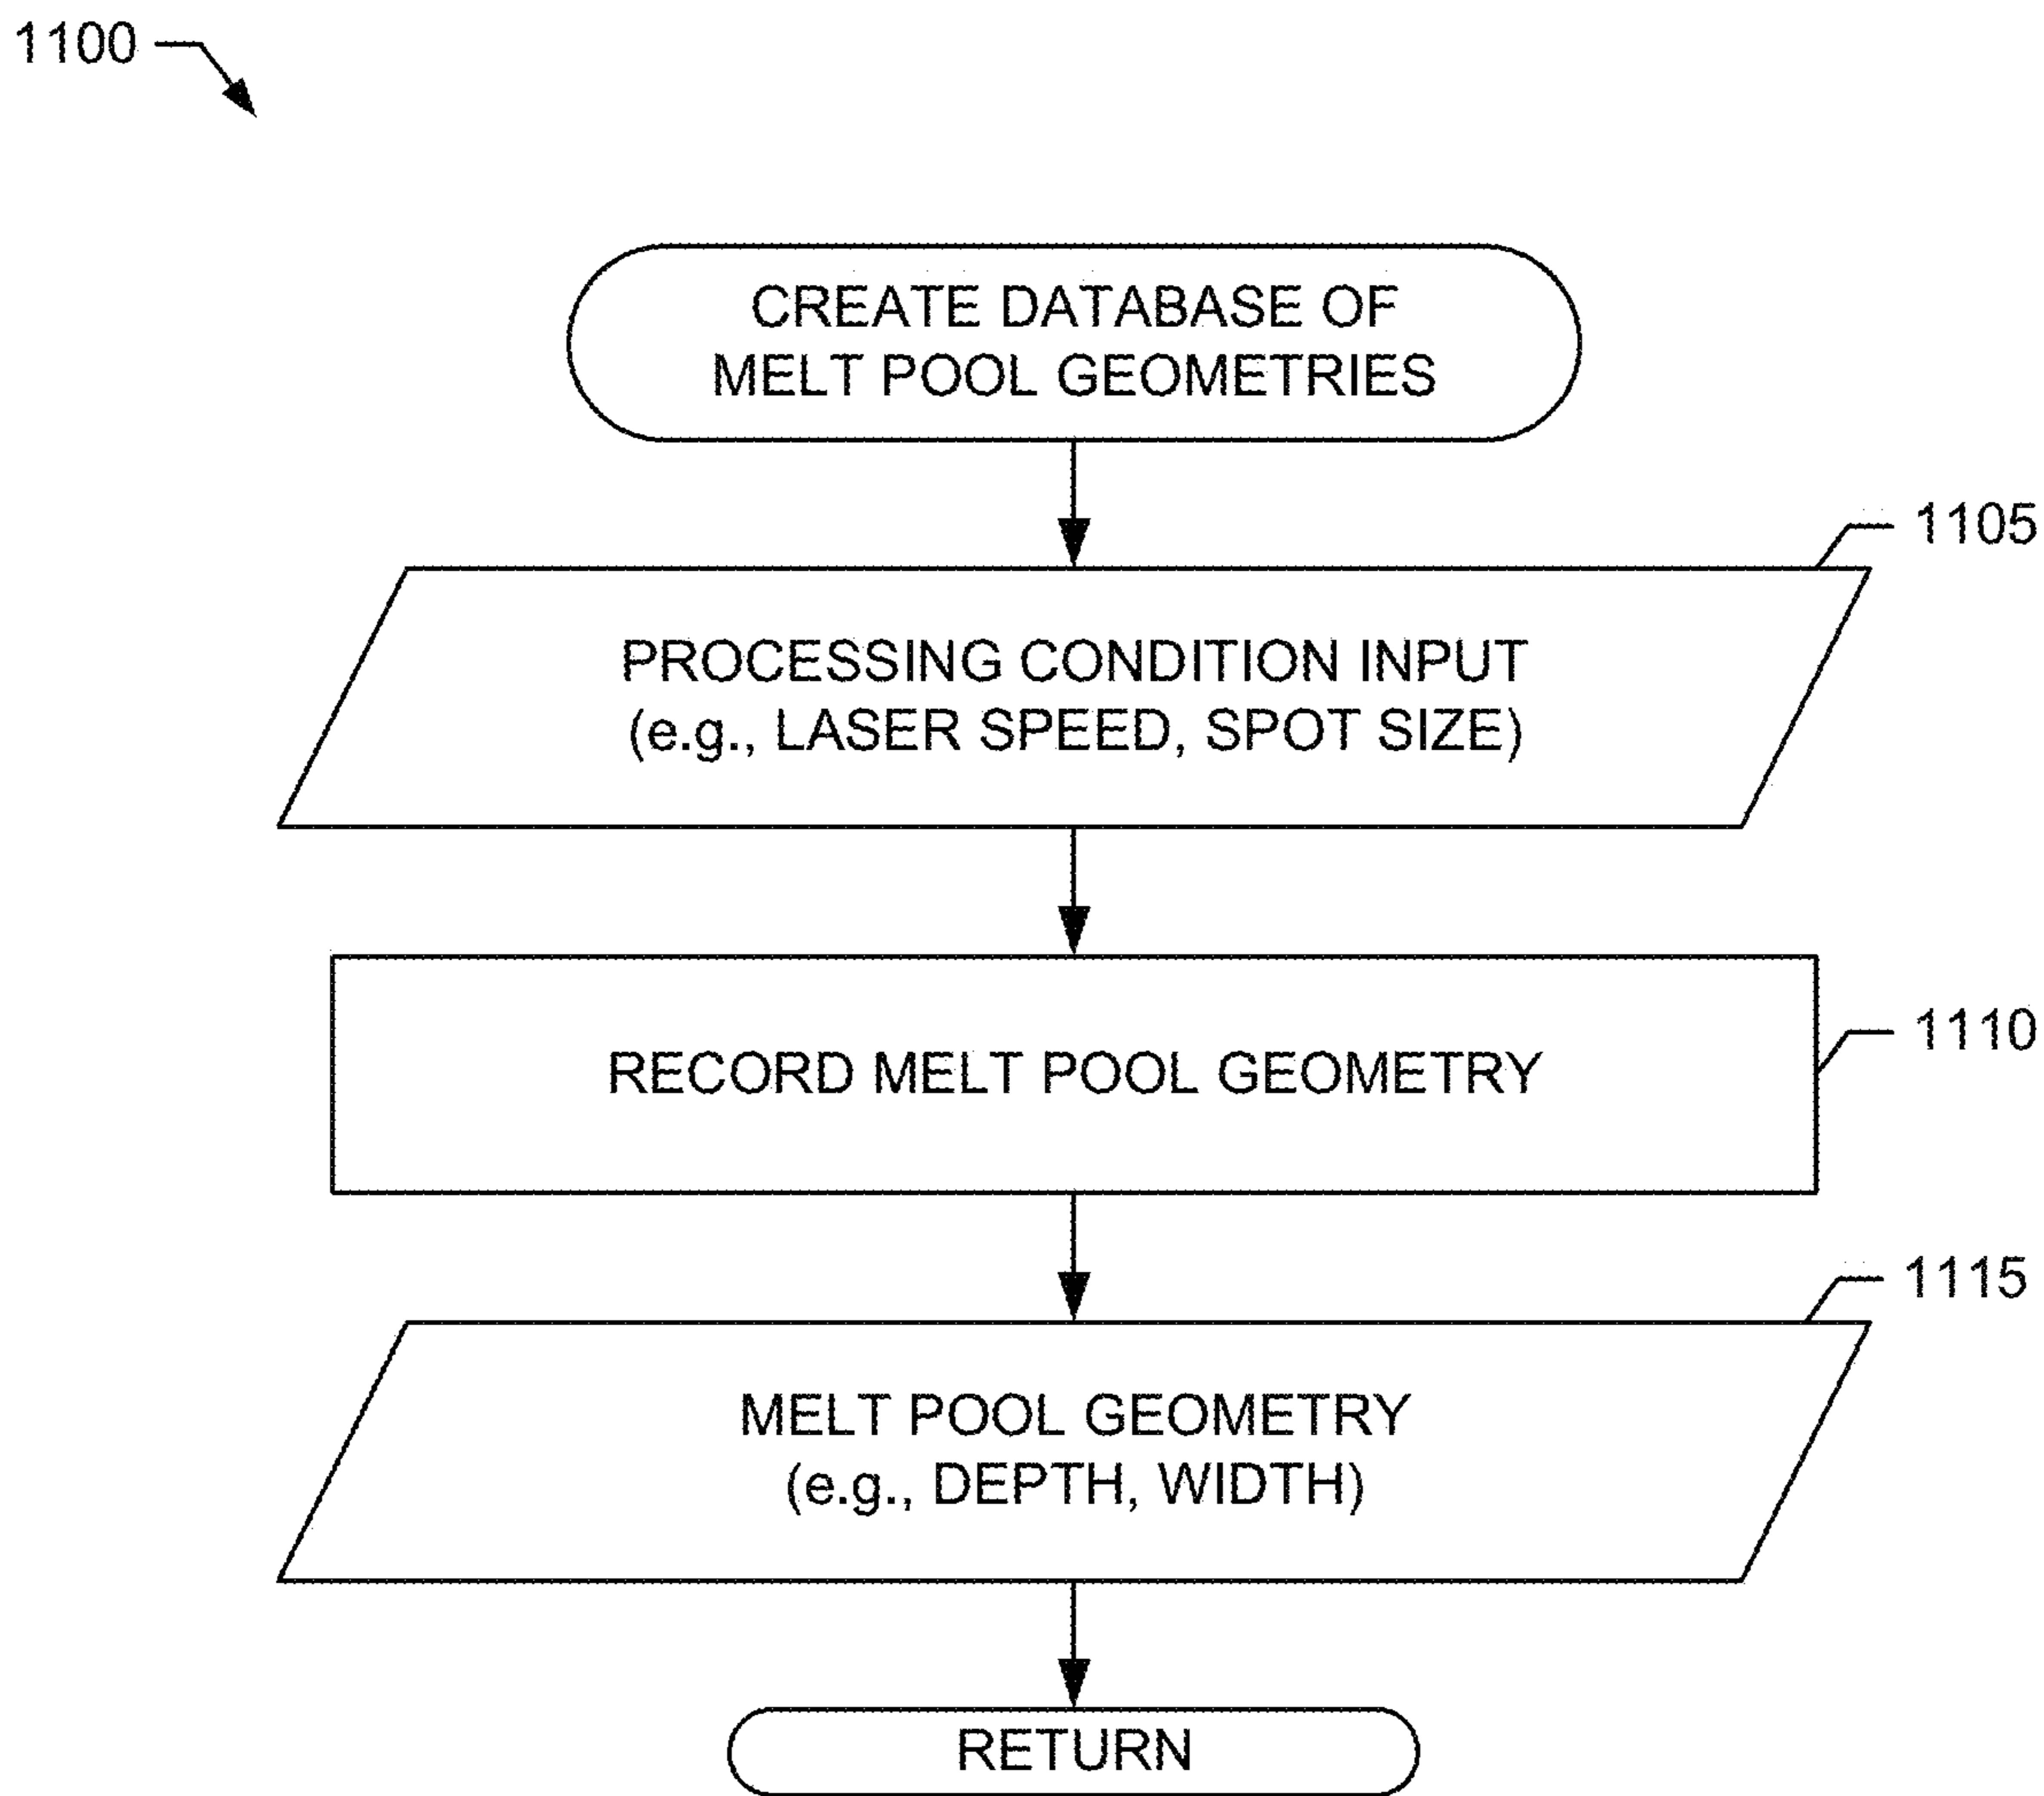 1100
CREATE DATABASE OF
MELT POOL GEOMETRIES
1105
PROCESSING CONDITION INPUT
(e.g., LASER SPEED, SPOT SIZE)
1110
RECORD MELT POOL GEOMETRY
1115
MELT POOL GEOMETRY
(e.g., DEPTH, WIDTH)
RETURN